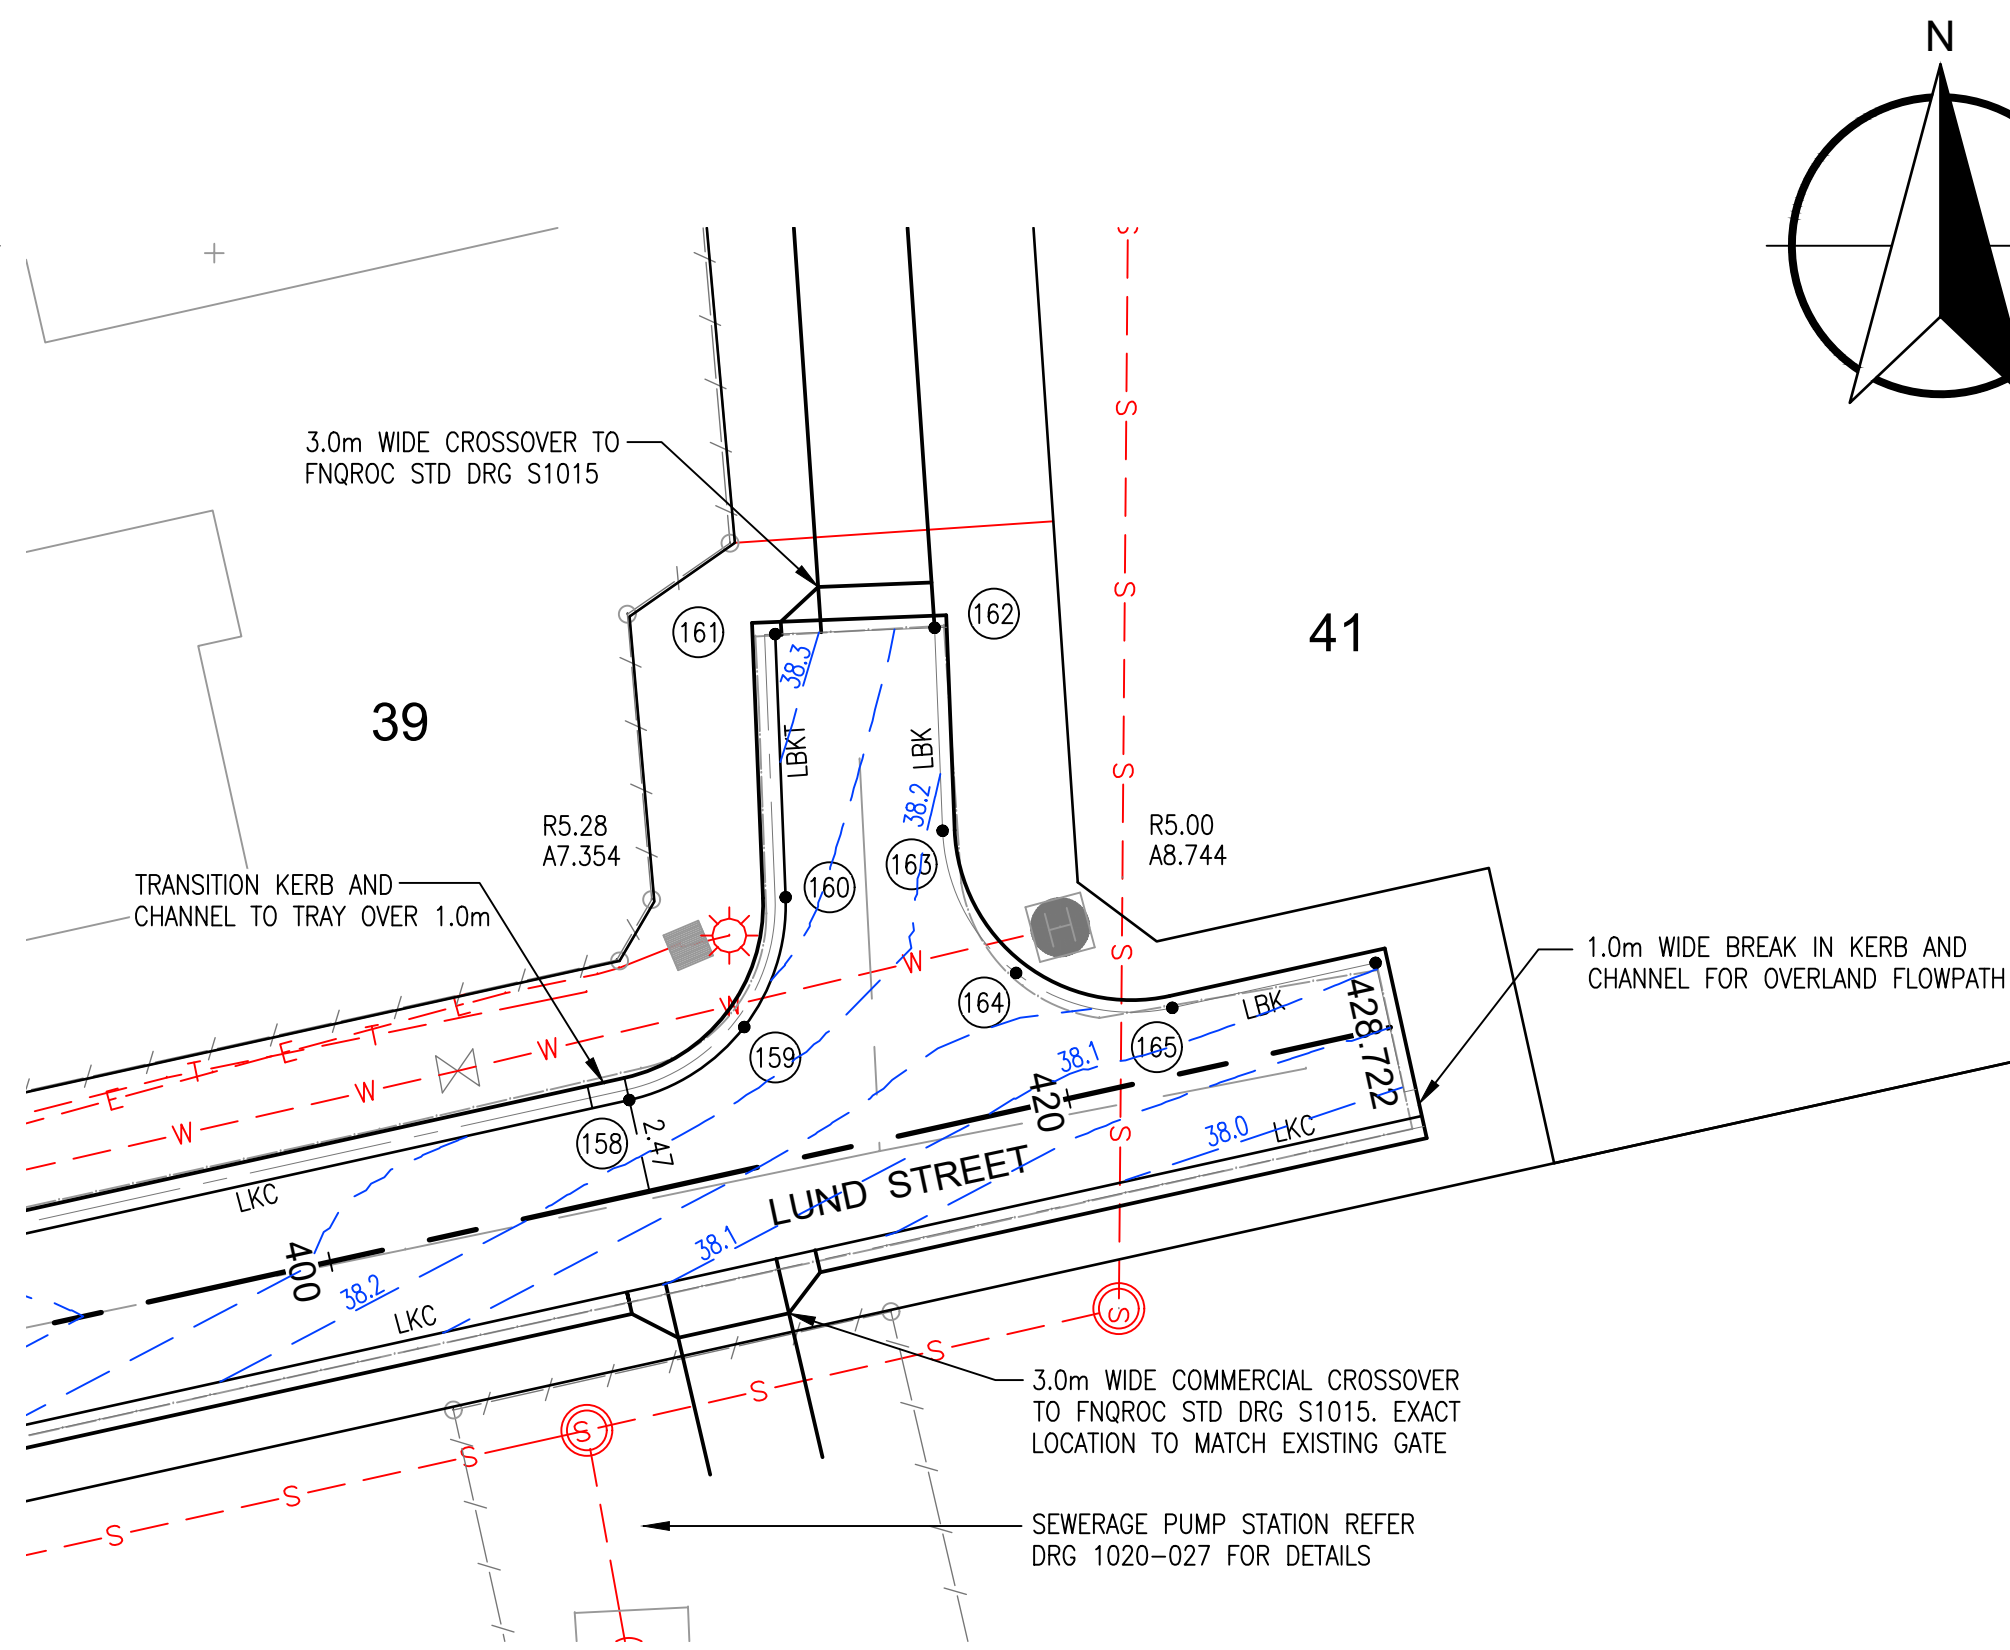 N
S
S
3.0m WIDE CROSSOVER TO
FNQROC STD DRG S1015
S
161
162
41
38.3
39
LBKT
LBK
S
38.2
R5.28
A7.354
R5.00
A8.744
163
160
TRANSITION KERB AND
CHANNEL TO TRAY OVER 1.0m
H
S
W
1.0m WIDE BREAK IN KERB AND
CHANNEL FOR OVERLAND FLOWPATH
164
LBK
428.722
W
E
T
E
T
W
159
38.1
165
W
E
420
W
158
2.47
S
38.0
LKC
LUND STREET
LKC
38.1
400
38.2
LKC
S
S
S
3.0m WIDE COMMERCIAL CROSSOVER
TO FNQROC STD DRG S1015. EXACT
LOCATION TO MATCH EXISTING GATE
S
S
S
S
SEWERAGE PUMP STATION REFER
DRG 1020-027 FOR DETAILS